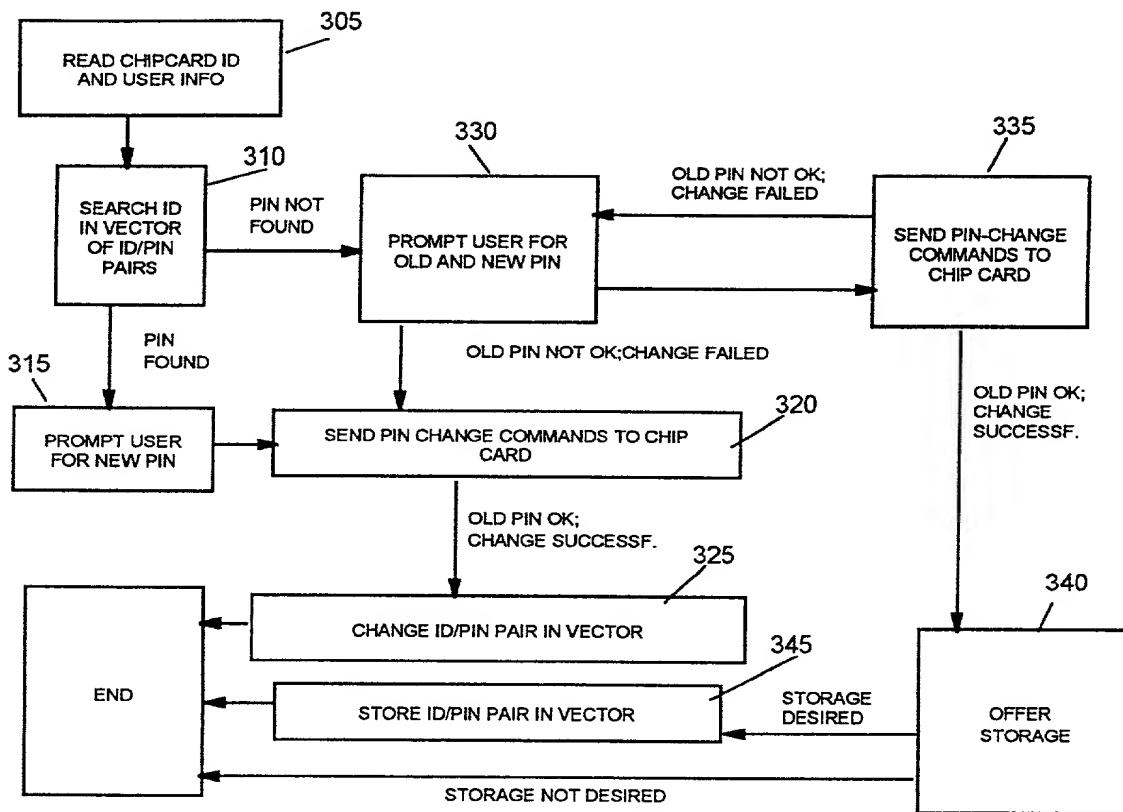 305
READ CHIPCARD ID
AND USER INFO
310
SEARCH ID
IN VECTOR
OF ID/PIN
PAIRS
PIN NOT
FOUND
330
PROMPT USER FOR
OLD AND NEW PIN
OLD PIN NOT OK;
CHANGE FAILED
335
SEND PIN-CHANGE
COMMANDS TO
CHIP CARD
PIN
FOUND
OLD PIN NOT OK;CHANGE FAILED
OLD PIN OK;
CHANGE
SUCCESSF.
315
PROMPT USER
FOR NEW PIN
320
SEND PIN CHANGE COMMANDS TO CHIP
CARD
OLD PIN OK;
CHANGE SUCCESSF.
325
CHANGE ID/PIN PAIR IN VECTOR
340
END
345
STORE ID/PIN PAIR IN VECTOR
STORAGE
DESIRED
OFFER
STORAGE
STORAGE NOT DESIRED